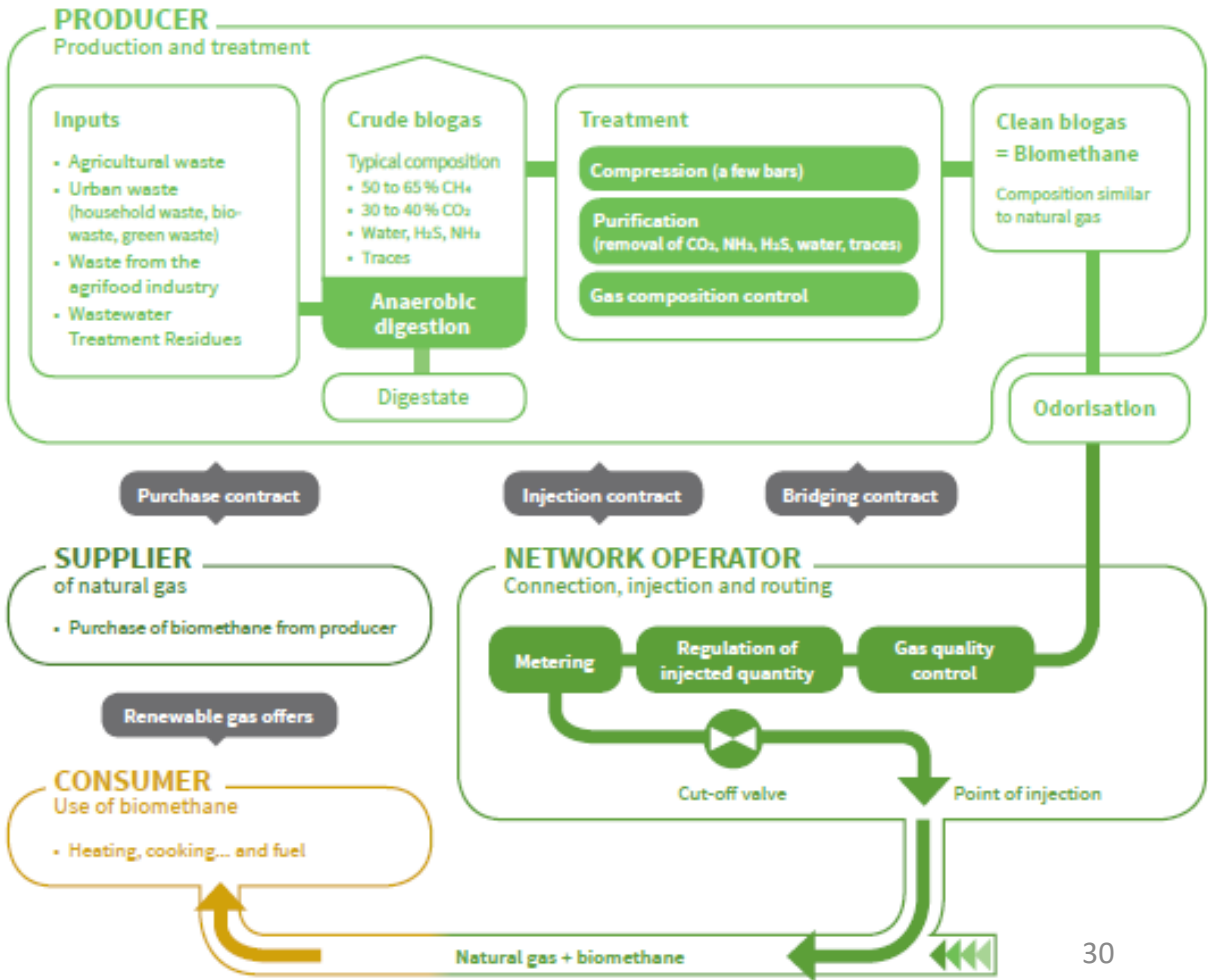 PRODUCER
Production and treatment
Inputs
• Agricultural waste
• Urban waste
(household waste, bio-
waste, green waste)
• Waste from the
agrifood industry
• Wastewater
Treatment Residues
Crude biogas
Typical composition
• 50 to 65 % CH₄
• 30 to 40 % CO₂
• Water, H₂S, NH₃
• Traces
Anaerobic
digestion
Digestate
Treatment
Compression (a few bars)
Purification
(removal of CO₂, NH₃, H₂S, water, traces)
Gas composition control
Clean biogas
= Biomethane
Composition similar
to natural gas
Odorisation
Purchase contract
Injection contract
Bridging contract
SUPPLIER
of natural gas
• Purchase of biomethane from producer
NETWORK OPERATOR
Connection, injection and routing
Metering
Regulation of
injected quantity
Gas quality
control
Cut-off valve
Point of injection
Renewable gas offers
CONSUMER
Use of biomethane
• Heating, cooking... and fuel
Natural gas + biomethane
30